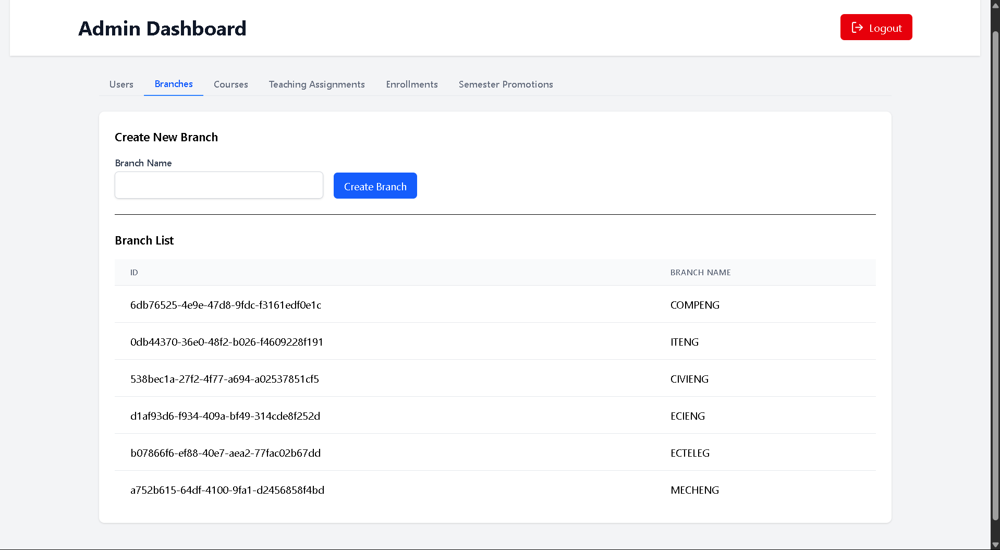 Admin Dashboard
Logout
Users Branches Courses Teaching Assignments Enrollments Semester Promotions
Create New Branch
Branch Name
Create Branch
Branch List
ID BRANCH NAME
6db76525-4e9e-47d8-9fdc-f3161edf0e1c COMPENG
0db44370-36e0-48f2-b026-f4609228f191 ITENG
538bec1a-27f2-4f77-a694-a02537851cf5 CIVIENG
d1af93d6-f934-409a-bf49-314cde8f252d ECIENG
b07866f6-ef88-40e7-aea2-77fac02b67dd ECTELEG
a752b615-64df-4100-9fa1-d2456858f4bd MECHENG